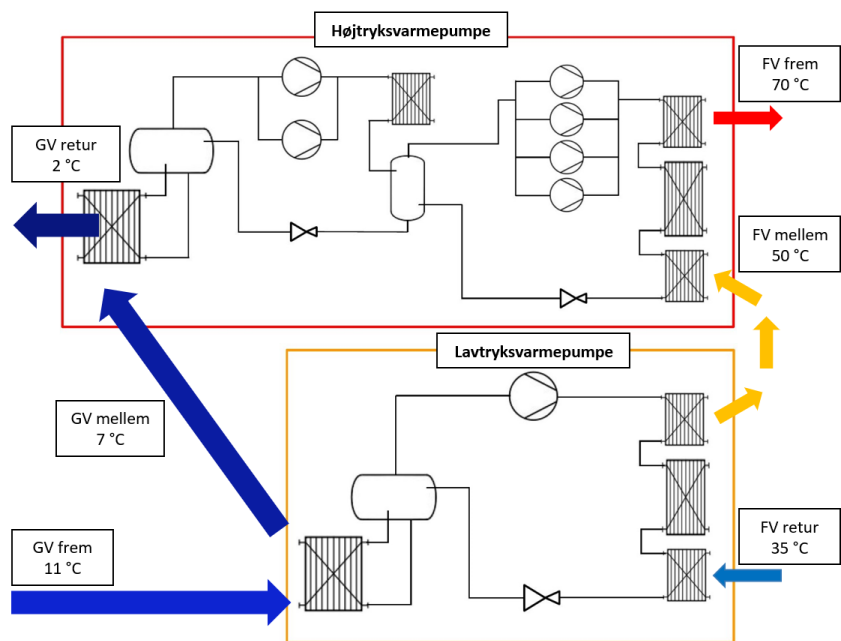 Højtryksvarmepumpe
FV frem
70 °C
GV retur
2 °C
FV mellem
50 °C
Lavtryksvarmepumpe
GV mellem
7 °C
GV frem
11 °C
FV retur
35 °C